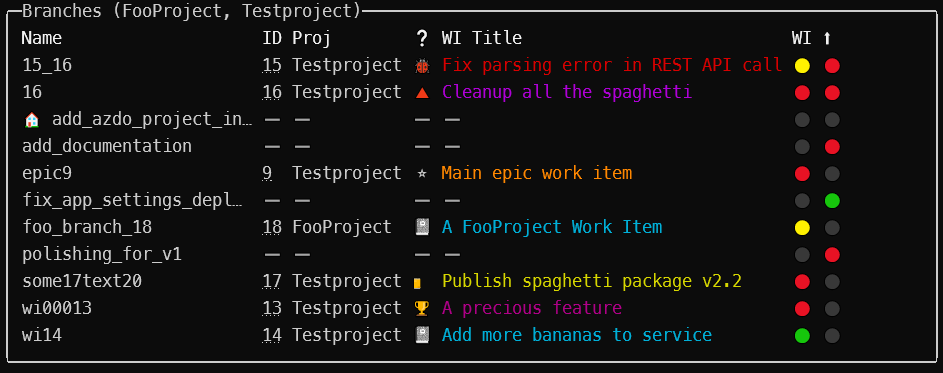 Branches (FooProject, Testproject)
Name ID Proj ? WI Title WI ⬆
15_16 15 Testproject 🐞 Fix parsing error in REST API call 🟡 🔴
16 16 Testproject 🔺 Cleanup all the spaghetti 🔴 🔴
🏠 add_azdo_project_in… — — — — ⚫ ⚫
add_documentation — — — — ⚫ 🔴
epic9 9 Testproject ⭐ Main epic work item 🔴 ⚫
fix_app_settings_depl… — — — — ⚫ 🟢
foo_branch_18 18 FooProject 📔 A FooProject Work Item 🟡 ⚫
polishing_for_v1 — — — — ⚫ 🔴
some17text20 17 Testproject ▮ Publish spaghetti package v2.2 🔴 ⚫
wi00013 13 Testproject 🏆 A precious feature 🔴 ⚫
wi14 14 Testproject 📔 Add more bananas to service 🟢 ⚫